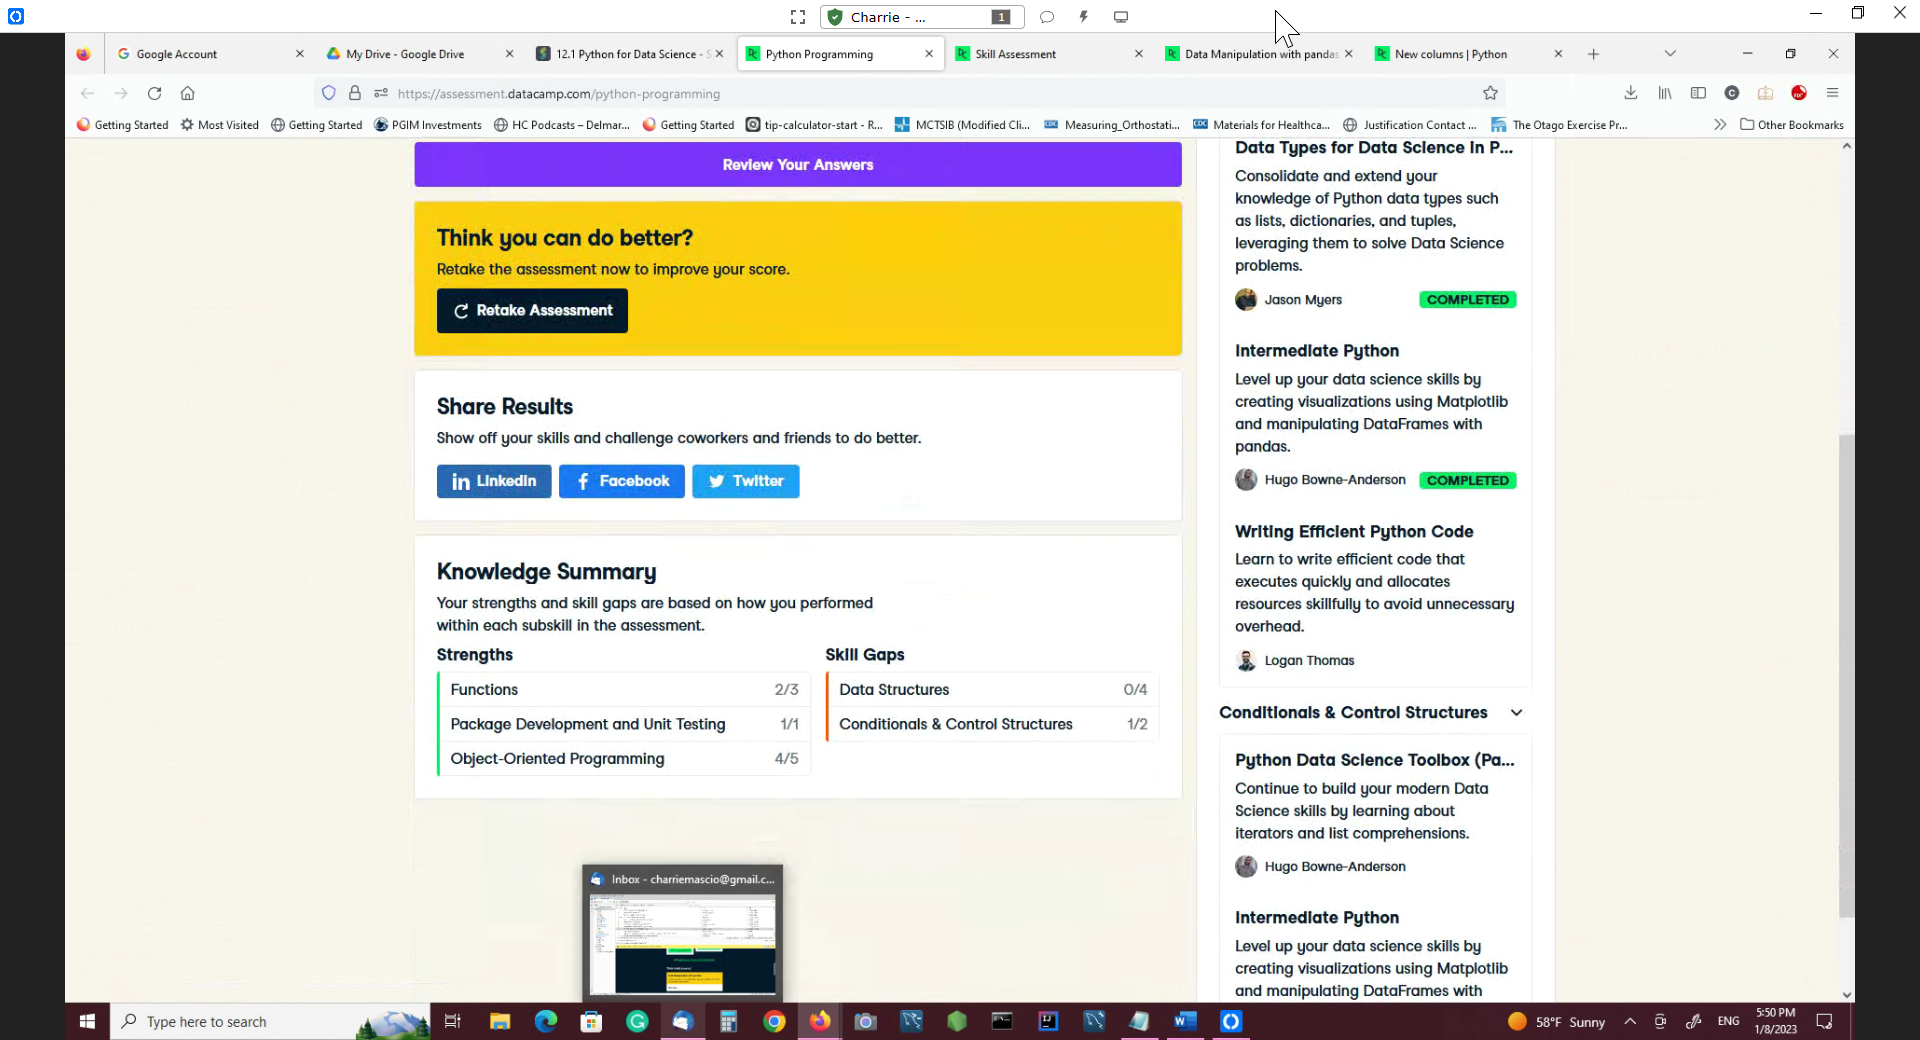 Charrie - ...
1
Google Account
My Drive - Google Drive
12.1 Python for Data Science - S
Python Programming
Skill Assessment
Data Manipulation with pandas
New columns | Python
https://assessment.datacamp.com/python-programming
Getting Started
Most Visited
Getting Started
PGIM Investments
HC Podcasts – Delmar...
Getting Started
tip-calculator-start - R...
MCTSIB (Modified Cli...
Measuring_Orthostati...
Materials for Healthca...
Justification Contact ...
The Otago Exercise Pr...
Other Bookmarks
Review Your Answers
Think you can do better?
Retake the assessment now to improve your score.
Retake Assessment
Share Results
Show off your skills and challenge coworkers and friends to do better.
LinkedIn
Facebook
Twitter
Knowledge Summary
Your strengths and skill gaps are based on how you performed
within each subskill in the assessment.
Strengths
Functions 2/3
Package Development and Unit Testing 1/1
Object-Oriented Programming 4/5
Skill Gaps
Data Structures 0/4
Conditionals & Control Structures 1/2
Data Types for Data Science in P...
Consolidate and extend your
knowledge of Python data types such
as lists, dictionaries, and tuples,
leveraging them to solve Data Science
problems.
Jason Myers COMPLETED
Intermediate Python
Level up your data science skills by
creating visualizations using Matplotlib
and manipulating DataFrames with
pandas.
Hugo Bowne-Anderson COMPLETED
Writing Efficient Python Code
Learn to write efficient code that
executes quickly and allocates
resources skillfully to avoid unnecessary
overhead.
Logan Thomas
Conditionals & Control Structures
Python Data Science Toolbox (Pa...
Continue to build your modern Data
Science skills by learning about
iterators and list comprehensions.
Hugo Bowne-Anderson
Intermediate Python
Level up your data science skills by
creating visualizations using Matplotlib
and manipulating DataFrames with
Inbox - charriemascio@gmail.c...
Type here to search
58°F Sunny
ENG
5:50 PM
1/8/2023